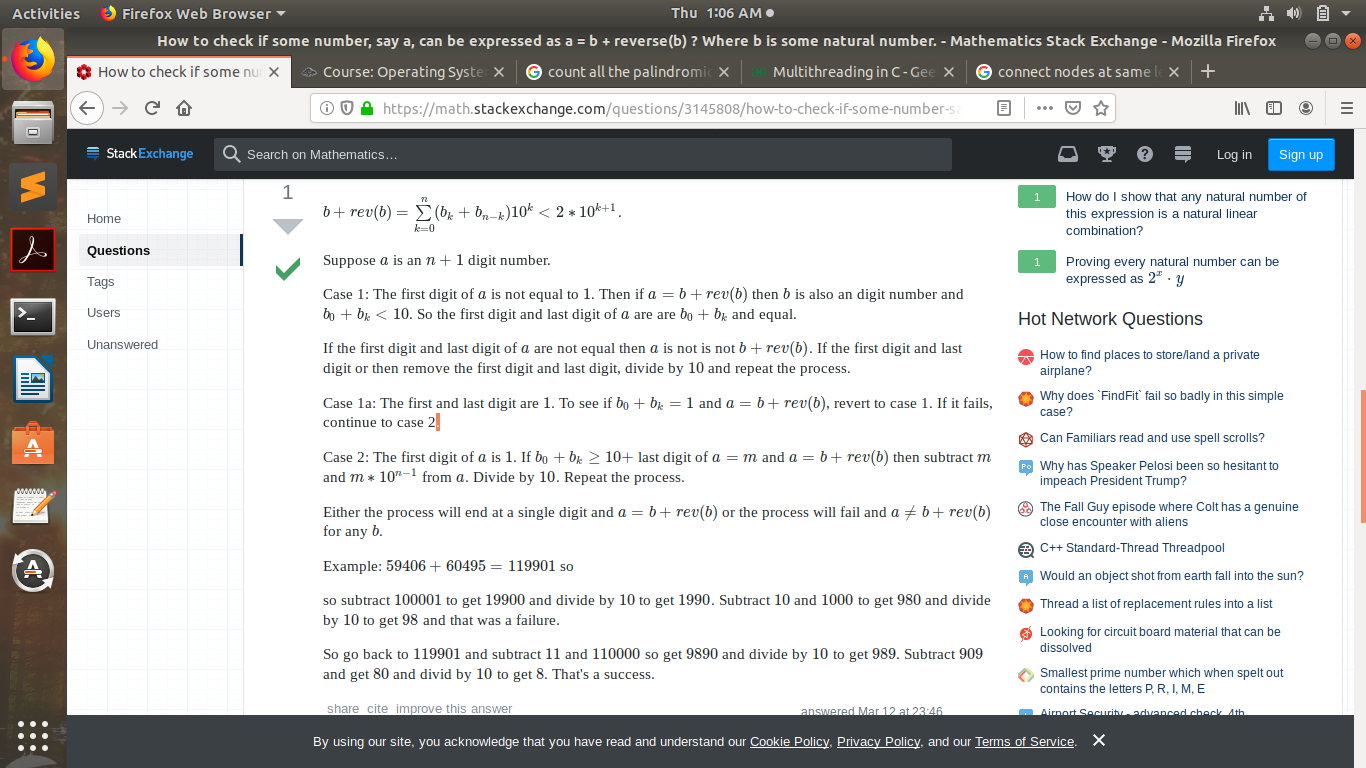 Activities Firefox Web Browser Thu 1:06 AM
How to check if some number, say a, can be expressed as a = b + reverse(b) ? Where b is some natural number. - Mathematics Stack Exchange - Mozilla Firefox
How to check if some nu Course: Operating Syste count all the palindromi Multithreading in C - Gee connect nodes at same le
https://math.stackexchange.com/questions/3145808/how-to-check-if-some-number-s
StackExchange Search on Mathematics… Log in Sign up
Home
Questions
Tags
Users
Unanswered
1
b + rev(b) = \sum_{k=0}^{n} (b_k + b_{n-k})10^k < 2 * 10^{k+1}.
Suppose a is an n + 1 digit number.
Case 1: The first digit of a is not equal to 1. Then if a = b + rev(b) then b is also an digit number and
b_0 + b_k < 10. So the first digit and last digit of a are are b_0 + b_k and equal.
If the first digit and last digit of a are not equal then a is not is not b + rev(b). If the first digit and last
digit or then remove the first digit and last digit, divide by 10 and repeat the process.
Case 1a: The first and last digit are 1. To see if b_0 + b_k = 1 and a = b + rev(b), revert to case 1. If it fails,
continue to case 2.
Case 2: The first digit of a is 1. If b_0 + b_k ≥ 10+ last digit of a = m and a = b + rev(b) then subtract m
and m * 10^{n-1} from a. Divide by 10. Repeat the process.
Either the process will end at a single digit and a = b + rev(b) or the process will fail and a ≠ b + rev(b)
for any b.
Example: 59406 + 60495 = 119901 so
so subtract 100001 to get 19900 and divide by 10 to get 1990. Subtract 10 and 1000 to get 980 and divide
by 10 to get 98 and that was a failure.
So go back to 119901 and subtract 11 and 110000 so get 9890 and divide by 10 to get 989. Subtract 909
and get 80 and divid by 10 to get 8. That's a success.
share cite improve this answer
answered Mar 12 at 23:46
1 How do I show that any natural number of
this expression is a natural linear
combination?
1 Proving every natural number can be
expressed as 2^x · y
Hot Network Questions
How to find places to store/land a private
airplane?
Why does `FindFit` fail so badly in this simple
case?
Can Familiars read and use spell scrolls?
Why has Speaker Pelosi been so hesitant to
impeach President Trump?
The Fall Guy episode where Colt has a genuine
close encounter with aliens
C++ Standard-Thread Threadpool
Would an object shot from earth fall into the sun?
Thread a list of replacement rules into a list
Looking for circuit board material that can be
dissolved
Smallest prime number which when spelt out
contains the letters P, R, I, M, E
Airport Security - advanced check, 4th
By using our site, you acknowledge that you have read and understand our Cookie Policy, Privacy Policy, and our Terms of Service.